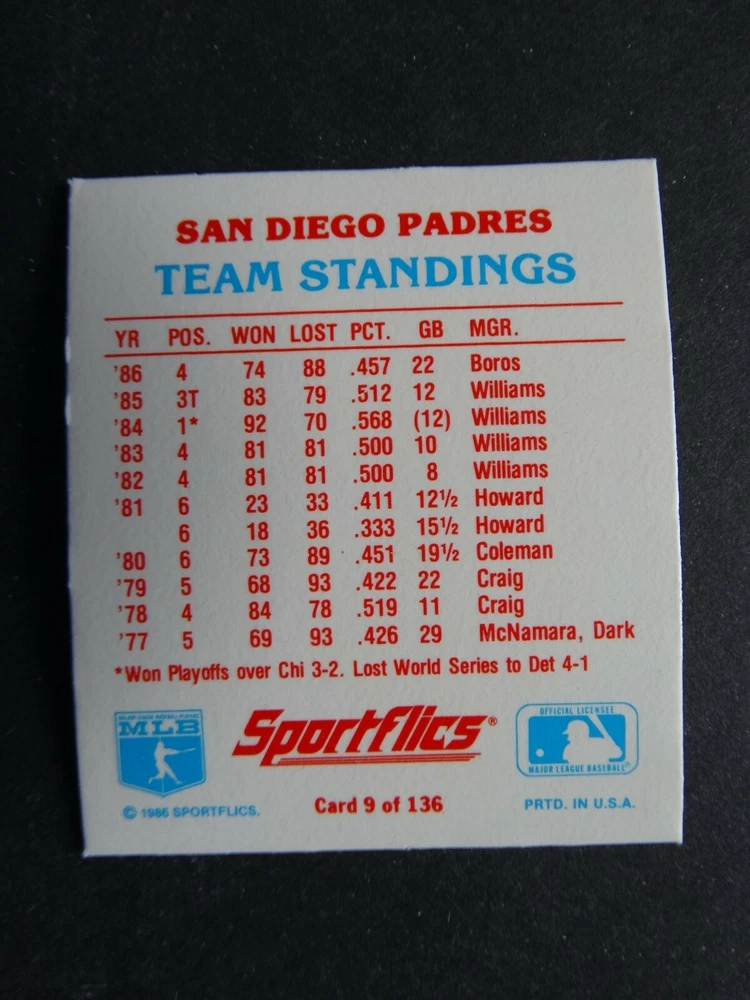 SAN DIEGO PADRES
TEAM STANDINGS
YR POS. WON LOST PCT. GB MGR.
'86 4 74 88 .457 22 Boros
'85 3T 83 79 .512 12 Williams
'84 1* 92 70 .568 (12) Williams
'83 4 81 81 .500 10 Williams
'82 4 81 81 .500 8 Williams
'81 6 23 33 .411 12½ Howard
6 18 36 .333 15½ Howard
'80 6 73 89 .451 19½ Coleman
'79 5 68 93 .422 22 Craig
'78 4 84 78 .519 11 Craig
'77 5 69 93 .426 29 McNamara, Dark
*Won Playoffs over Chi 3-2. Lost World Series to Det 4-1
MAJOR LEAGUE BASEBALL PLAYERS
MLB
Sportflics®
OFFICIAL LICENSEE
MAJOR LEAGUE BASEBALL®
© 1986 SPORTFLICS.
Card 9 of 136
PRTD. IN U.S.A.